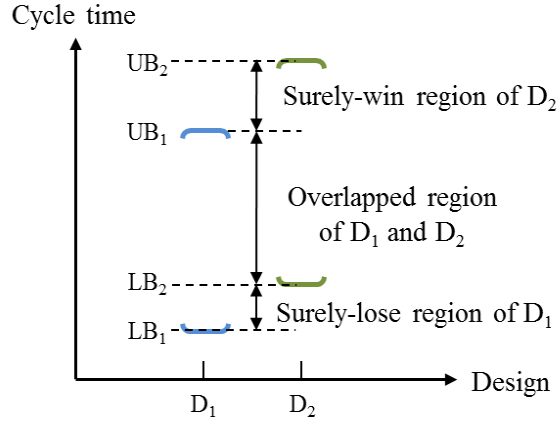 Cycle time
UB₂
Surely-win region of D₂
UB₁
Overlapped region
of D₁ and D₂
LB₂
Surely-lose region of D₁
LB₁
Design
D₁
D₂